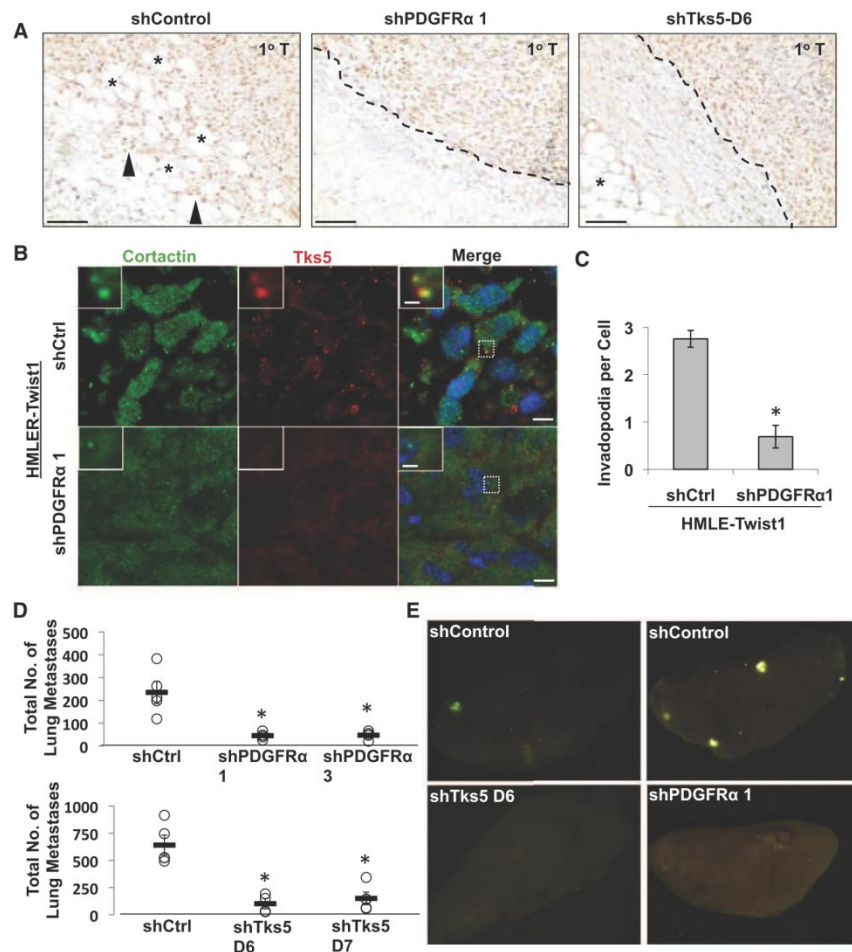 A
shControl
shPDGFRα 1
shTks5-D6
1º T
1º T
1º T
*
*
*
*
*
B
Cortactin
Tks5
Merge
HMLER-Twist1
shCtrl
shPDGFRα 1
C
Invadopodia per Cell
3
2
1
0
*
shCtrl
shPDGFRα1
HMLE-Twist1
D
Total No. of
Lung Metastases
500
400
300
200
100
0
*
*
shCtrl
shPDGFRα
1
shPDGFRα
3
Total No. of
Lung Metastases
1000
750
500
250
0
*
*
shCtrl
shTks5
D6
shTks5
D7
E
shControl
shControl
shTks5 D6
shPDGFRα 1